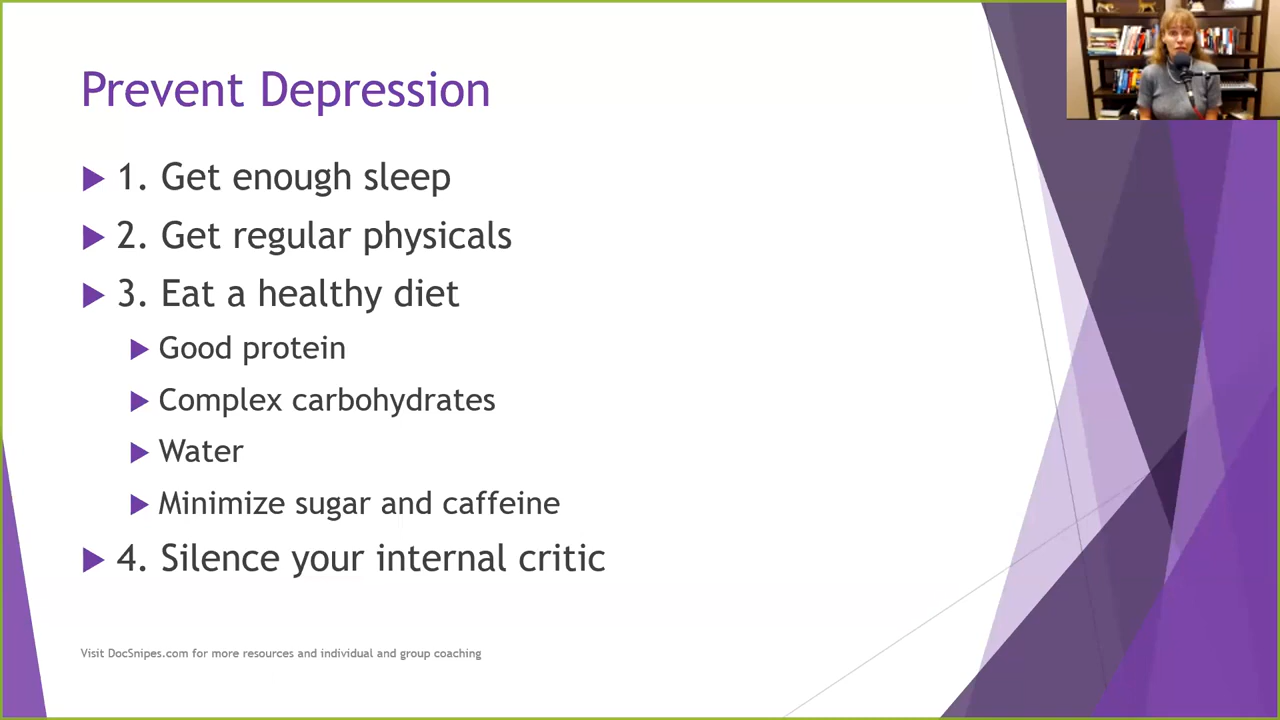 Prevent Depression
1. Get enough sleep
2. Get regular physicals
3. Eat a healthy diet
Good protein
Complex carbohydrates
Water
Minimize sugar and caffeine
4. Silence your internal critic
Visit DocSnipes.com for more resources and individual and group coaching